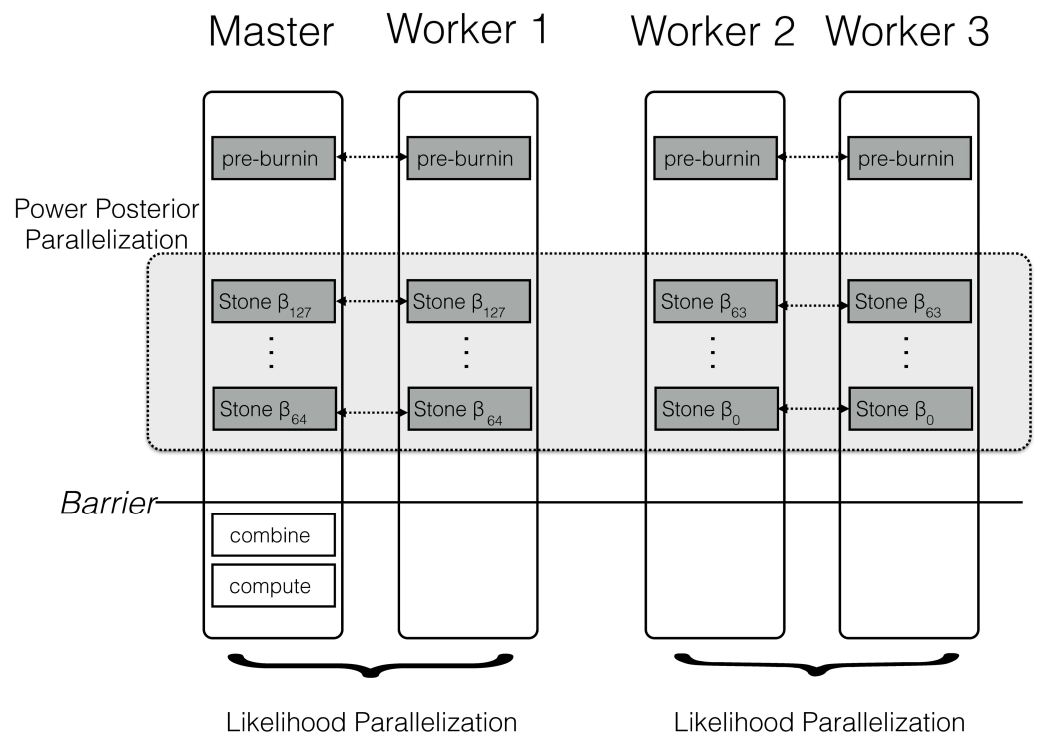 Master Worker 1 Worker 2 Worker 3
pre-burnin pre-burnin pre-burnin pre-burnin
Power Posterior
Parallelization
Stone β127 Stone β127 Stone β63 Stone β63
Stone β64 Stone β64 Stone β0 Stone β0
Barrier
combine
compute
Likelihood Parallelization Likelihood Parallelization